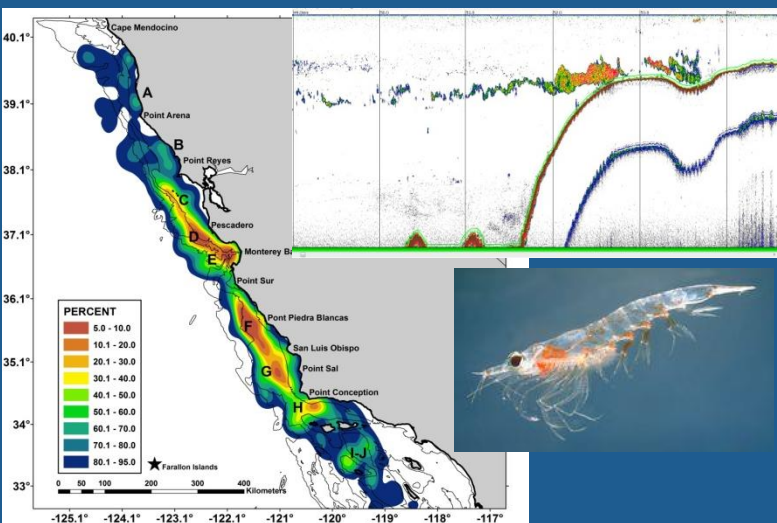 40.1°
39.1°
38.1°
37.1°
36.1°
35.1°
34°
33°
Cape Mendocino
A
Point Arena
B
Point Reyes
C
Pescadero
D
Monterey Ba
E
Point Sur
F
Pont Piedra Blancas
San Luis Obispo
G
Point Sal
Point Conception
H
I-J
PERCENT
5.0 - 10.0
10.1 - 20.0
20.1 - 30.0
30.1 - 40.0
40.1 - 50.0
50.1 - 60.0
60.1 - 70.0
70.1 - 80.0
80.1 - 95.0
Farallon Islands
0 50 100 200 300 400
Kilometers
-125.1° -124.1° -123.1° -122.1° -121° -120° -119° -118° -117°